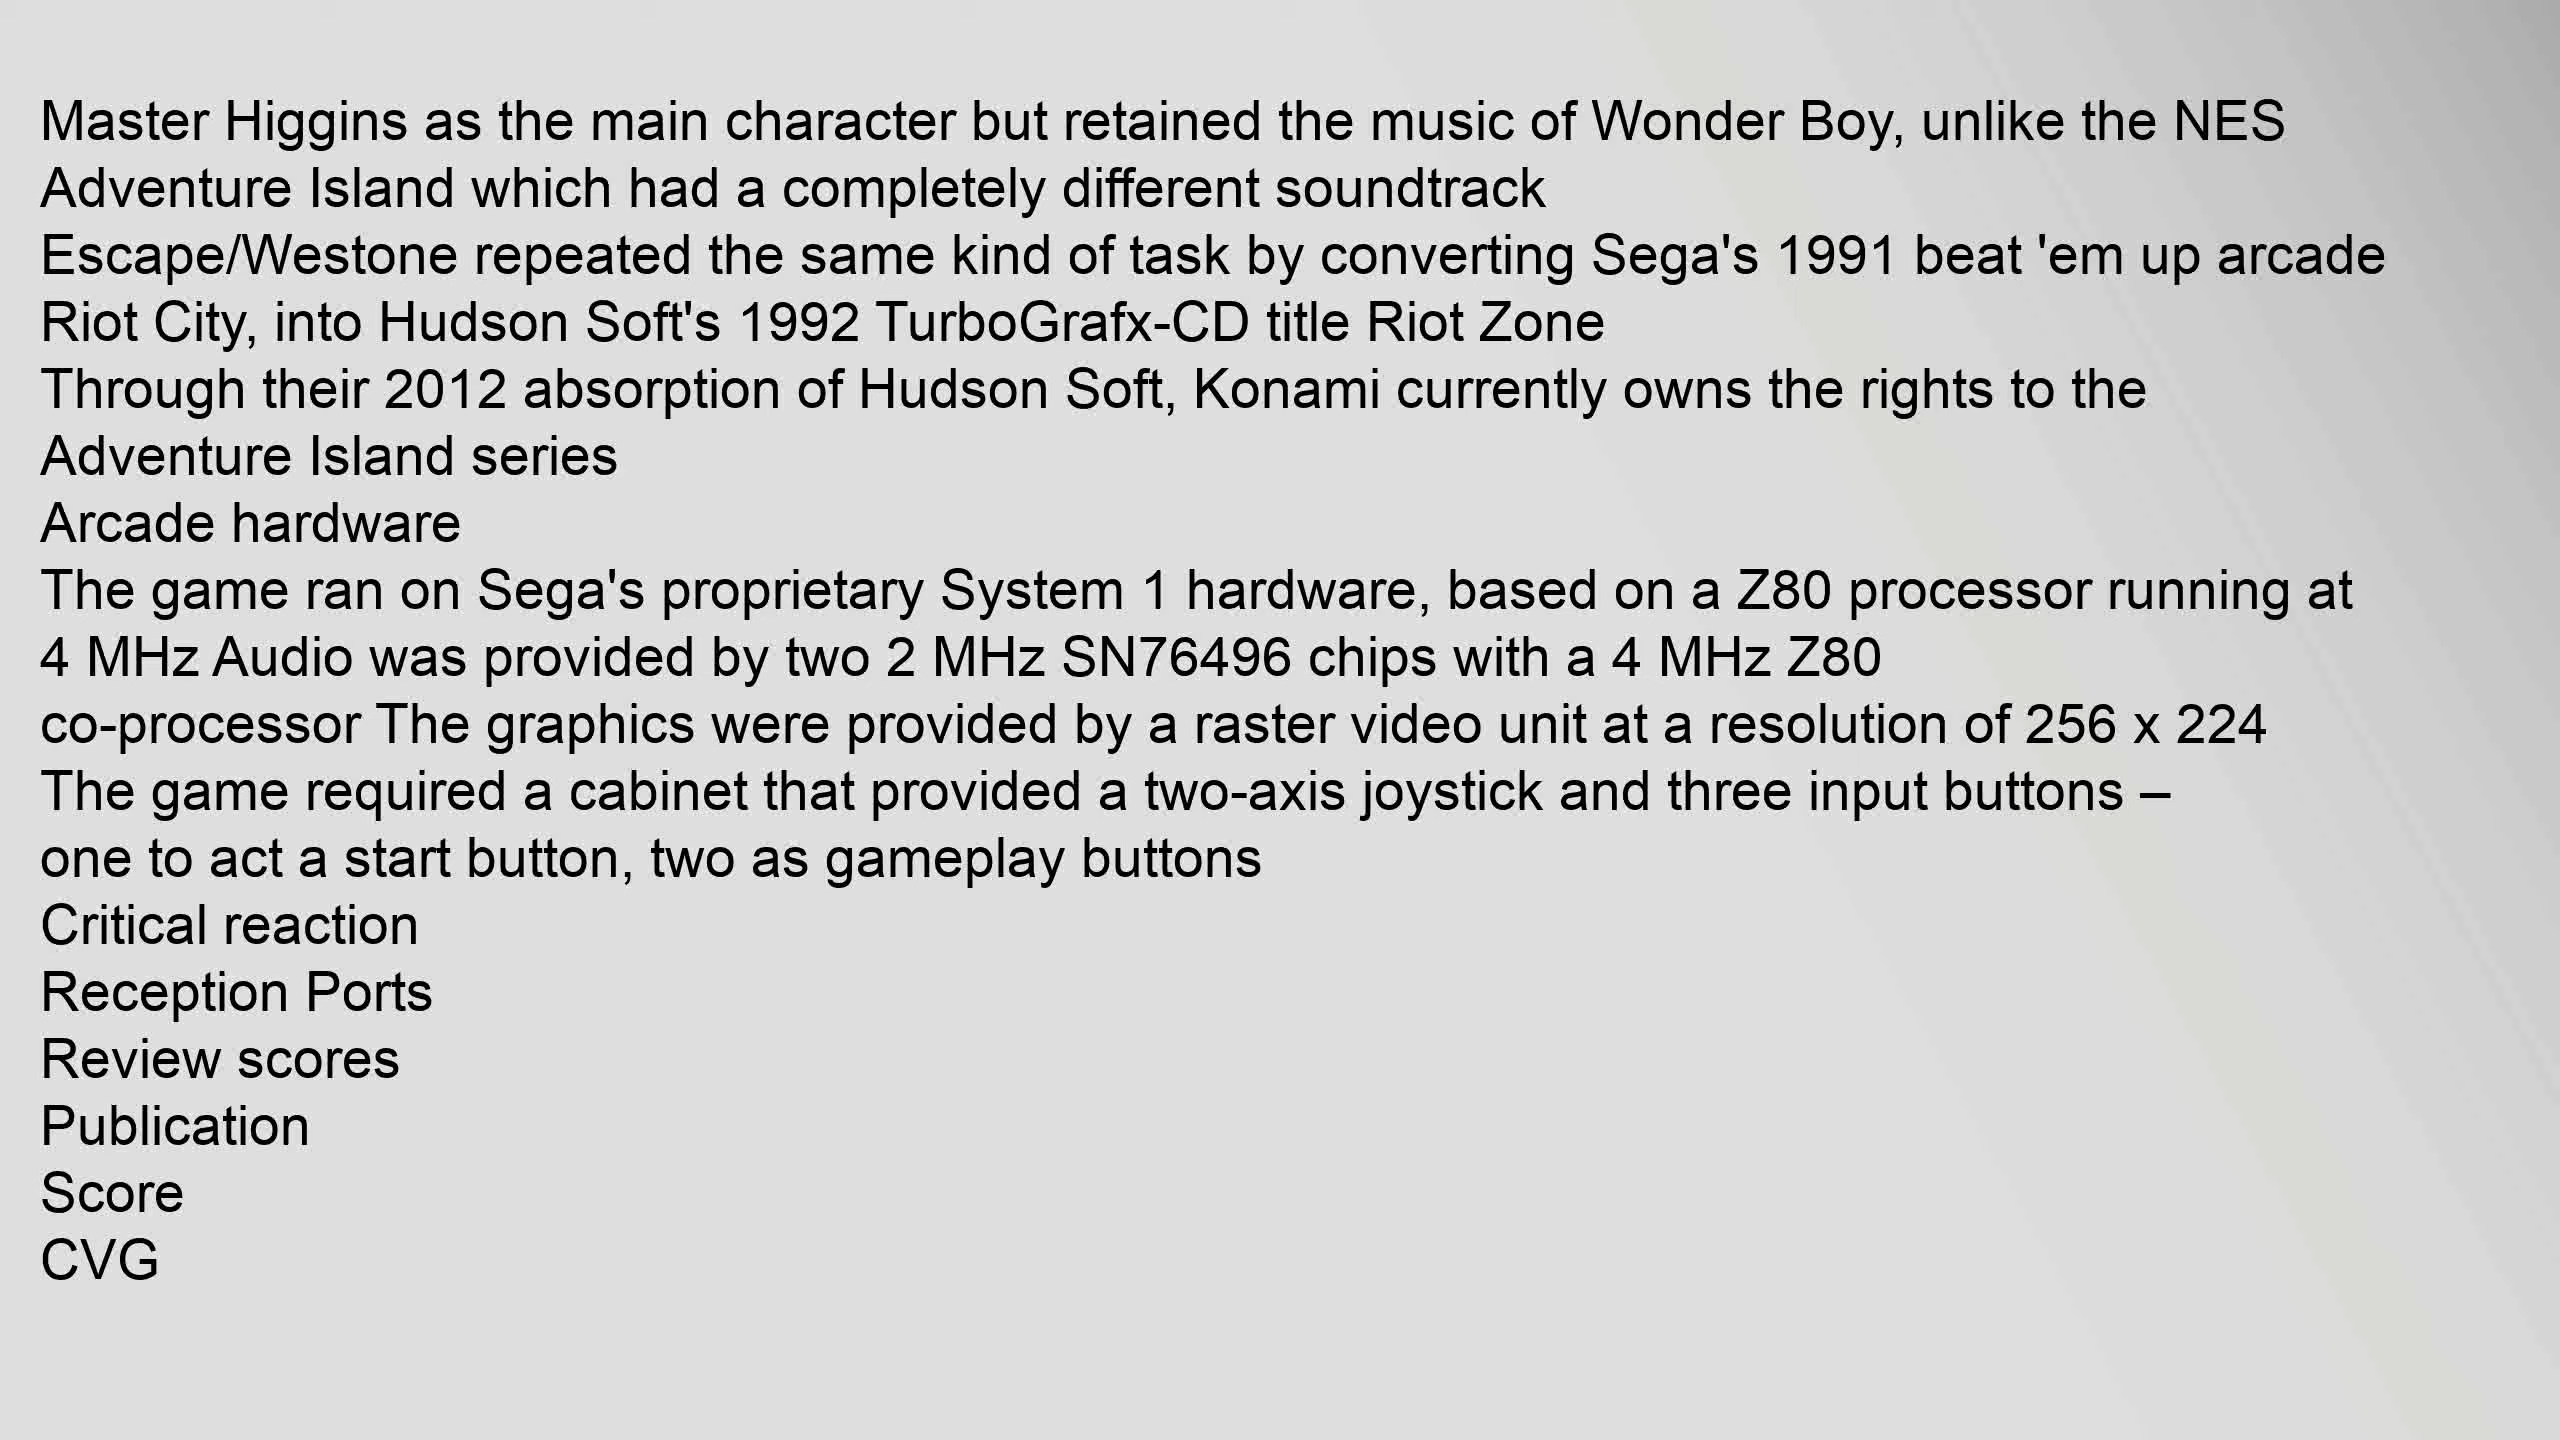 Master Higgins as the main character but retained the music of Wonder Boy, unlike the NES
Adventure Island which had a completely different soundtrack
Escape/Westone repeated the same kind of task by converting Sega's 1991 beat 'em up arcade
Riot City, into Hudson Soft's 1992 TurboGrafx-CD title Riot Zone
Through their 2012 absorption of Hudson Soft, Konami currently owns the rights to the
Adventure Island series
Arcade hardware
The game ran on Sega's proprietary System 1 hardware, based on a Z80 processor running at
4 MHz Audio was provided by two 2 MHz SN76496 chips with a 4 MHz Z80
co-processor The graphics were provided by a raster video unit at a resolution of 256 x 224
The game required a cabinet that provided a two-axis joystick and three input buttons –
one to act a start button, two as gameplay buttons
Critical reaction
Reception Ports
Review scores
Publication
Score
CVG